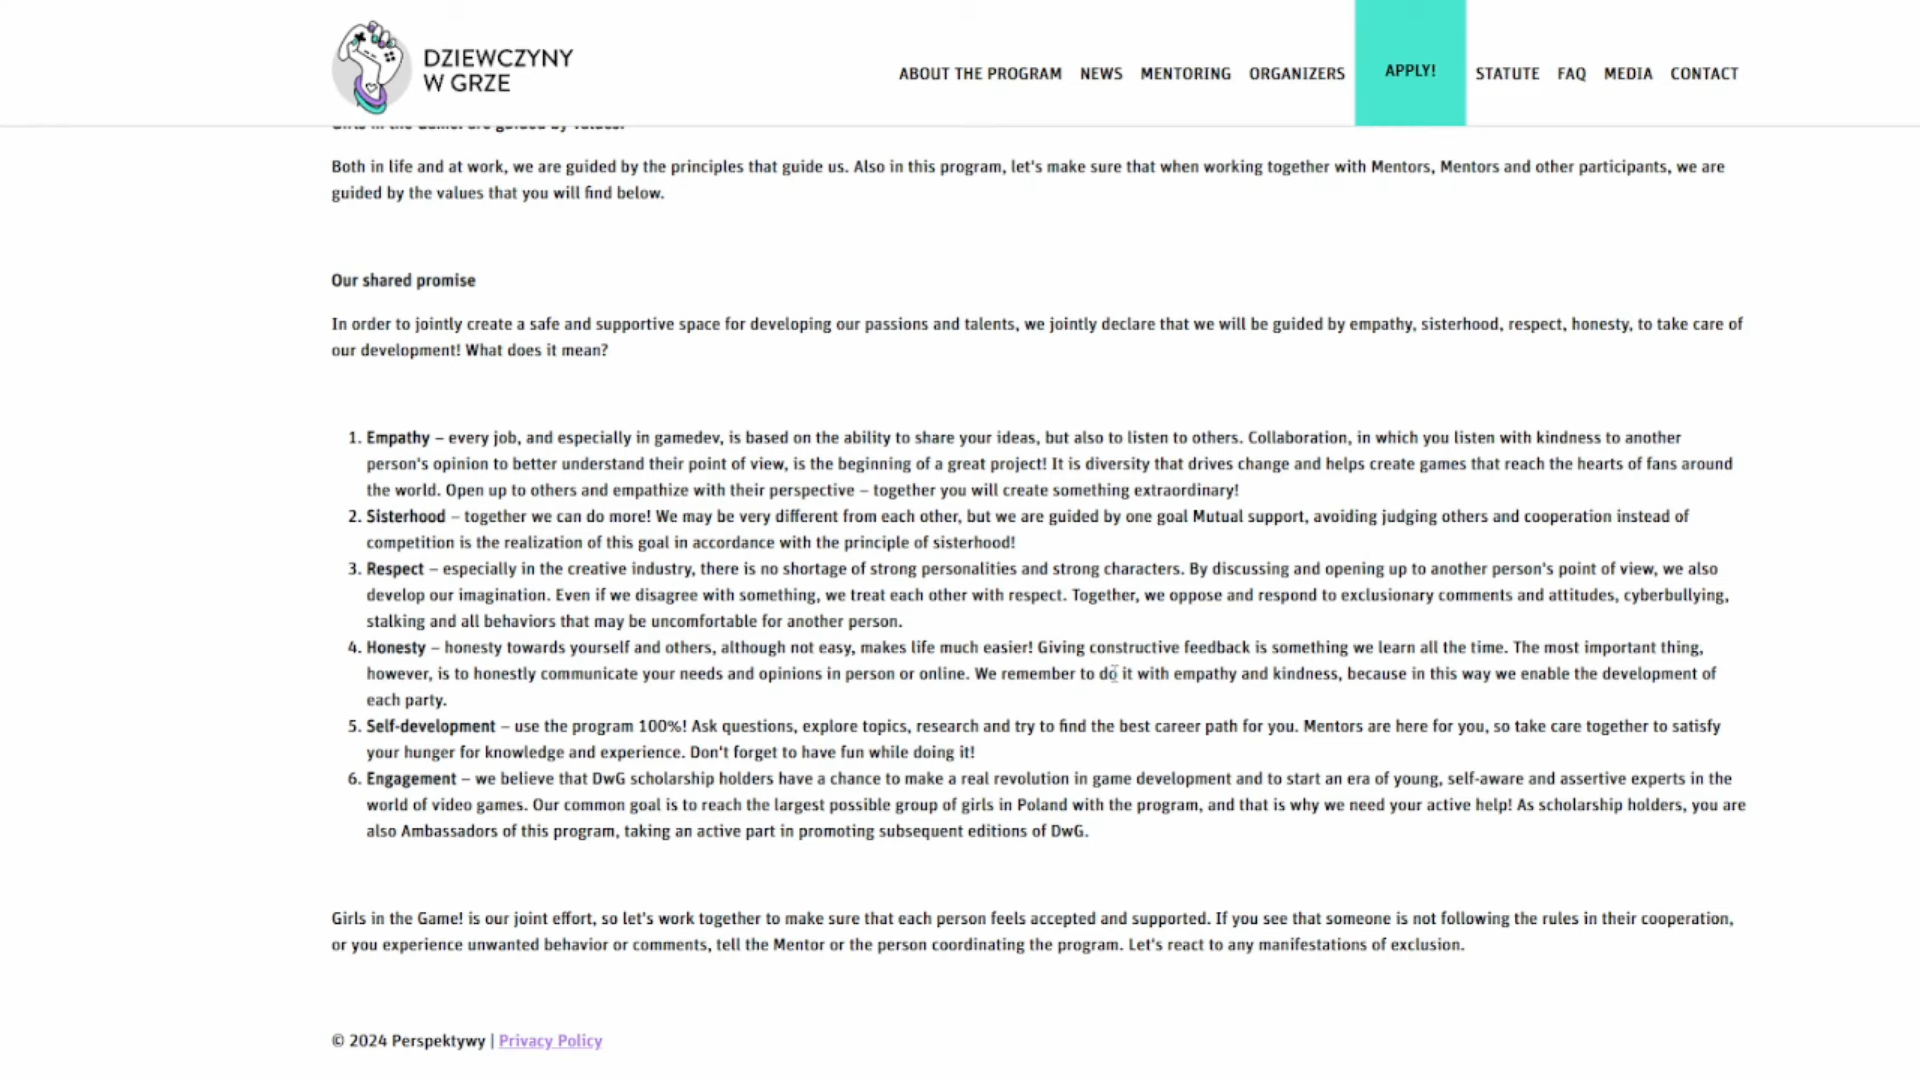 DZIEWCZYNY
W GRZE
ABOUT THE PROGRAM NEWS MENTORING ORGANIZERS APPLY! STATUTE FAQ MEDIA CONTACT
Girls in the Game! are guided by values!
Both in life and at work, we are guided by the principles that guide us. Also in this program, let's make sure that when working together with Mentors, Mentors and other participants, we are
guided by the values that you will find below.
Our shared promise
In order to jointly create a safe and supportive space for developing our passions and talents, we jointly declare that we will be guided by empathy, sisterhood, respect, honesty, to take care of
our development! What does it mean?
1. Empathy – every job, and especially in gamedev, is based on the ability to share your ideas, but also to listen to others. Collaboration, in which you listen with kindness to another
person's opinion to better understand their point of view, is the beginning of a great project! It is diversity that drives change and helps create games that reach the hearts of fans around
the world. Open up to others and empathize with their perspective – together you will create something extraordinary!
2. Sisterhood – together we can do more! We may be very different from each other, but we are guided by one goal Mutual support, avoiding judging others and cooperation instead of
competition is the realization of this goal in accordance with the principle of sisterhood!
3. Respect – especially in the creative industry, there is no shortage of strong personalities and strong characters. By discussing and opening up to another person's point of view, we also
develop our imagination. Even if we disagree with something, we treat each other with respect. Together, we oppose and respond to exclusionary comments and attitudes, cyberbullying,
stalking and all behaviors that may be uncomfortable for another person.
4. Honesty – honesty towards yourself and others, although not easy, makes life much easier! Giving constructive feedback is something we learn all the time. The most important thing,
however, is to honestly communicate your needs and opinions in person or online. We remember to do it with empathy and kindness, because in this way we enable the development of
each party.
5. Self-development – use the program 100%! Ask questions, explore topics, research and try to find the best career path for you. Mentors are here for you, so take care together to satisfy
your hunger for knowledge and experience. Don't forget to have fun while doing it!
6. Engagement – we believe that DwG scholarship holders have a chance to make a real revolution in game development and to start an era of young, self-aware and assertive experts in the
world of video games. Our common goal is to reach the largest possible group of girls in Poland with the program, and that is why we need your active help! As scholarship holders, you are
also Ambassadors of this program, taking an active part in promoting subsequent editions of DwG.
Girls in the Game! is our joint effort, so let's work together to make sure that each person feels accepted and supported. If you see that someone is not following the rules in their cooperation,
or you experience unwanted behavior or comments, tell the Mentor or the person coordinating the program. Let's react to any manifestations of exclusion.
© 2024 Perspektywy | Privacy Policy